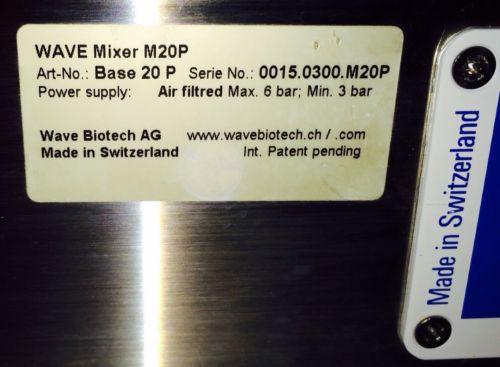 WAVE Mixer M20P
Art-No.: Base 20 P Serie No.: 0015.0300.M20P
Power supply: Air filtred Max. 6 bar; Min. 3 bar
Wave Biotech AG www.wavebiotech.ch / .com
Made in Switzerland Int. Patent pending
Made in Switzerland